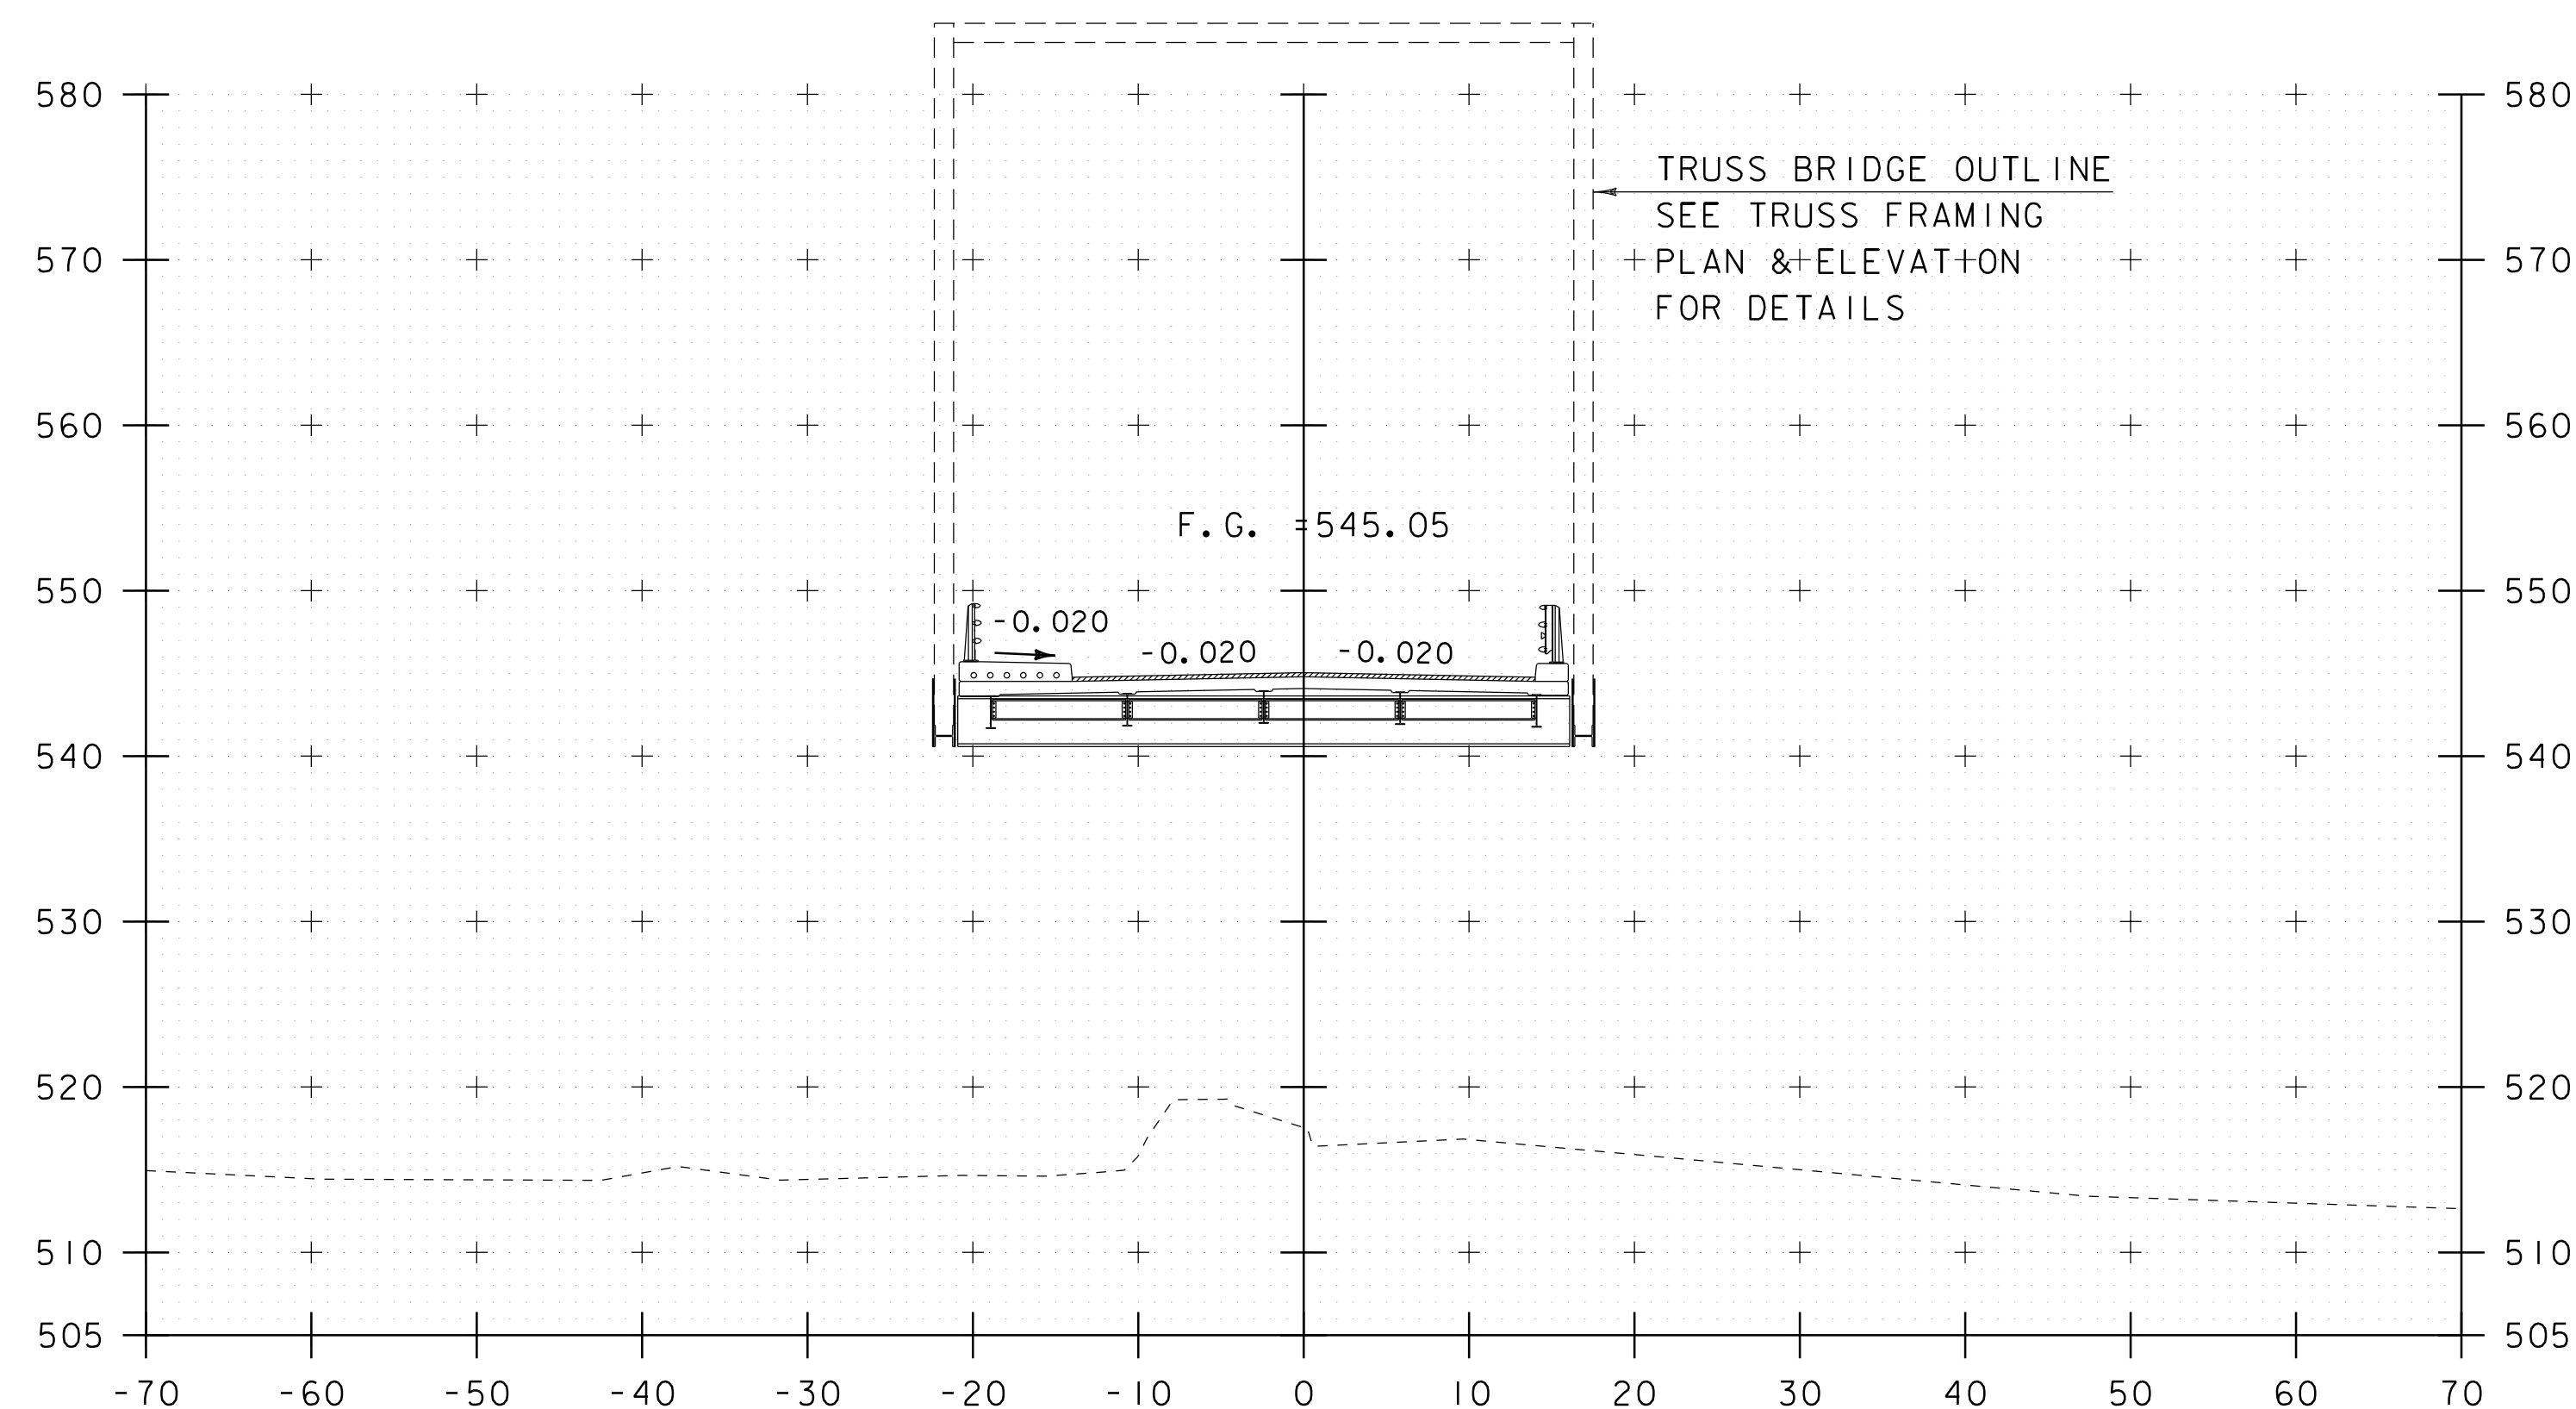 580 580
TRUSS BRIDGE OUTLINE
SEE TRUSS FRAMING
570 PLAN & ELEVATION 570
FOR DETAILS
560 560
F.G. =545.05
550 550
-0.020
-0.020 -0.020
540 540
530 530
520 520
510 510
505 505
-70 -60 -50 -40 -30 -20 -10 0 10 20 30 40 50 60 70